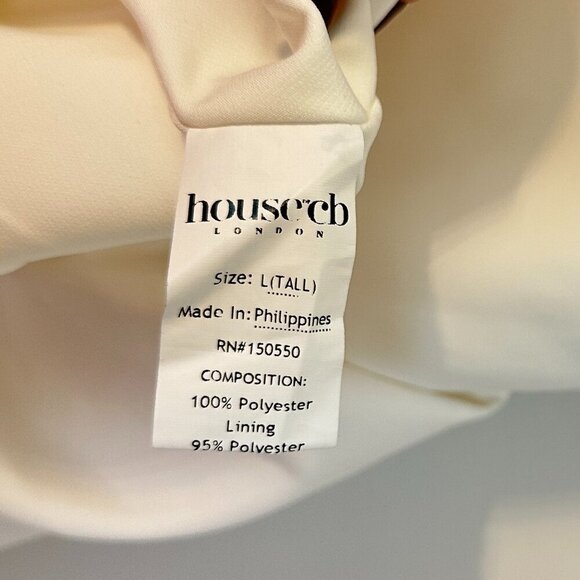 house of cb
LONDON
Size: L(TALL)
Made In: Philippines
RN#150550
COMPOSITION:
100% Polyester
Lining
95% Polyester